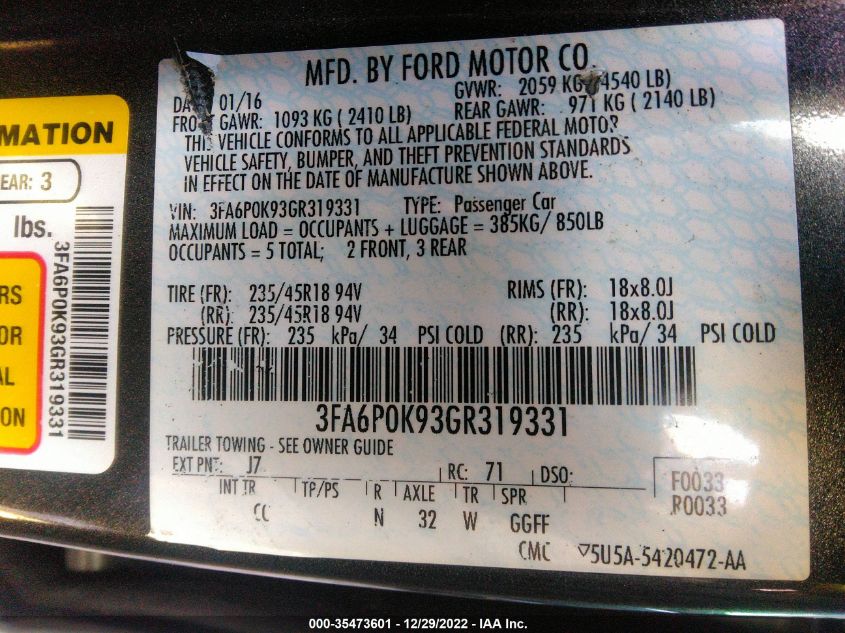 MFD. BY FORD MOTOR CO.
01/16
GVWR: 2059 KG (4540 LB)
FRONT GAWR: 1093 KG ( 2410 LB)
REAR GAWR: 971 KG ( 2140 LB)
THIS VEHICLE CONFORMS TO ALL APPLICABLE FEDERAL MOTOR
VEHICLE SAFETY, BUMPER, AND THEFT PREVENTION STANDARDS
IN EFFECT ON THE DATE OF MANUFACTURE SHOWN ABOVE.
VIN: 3FA6P0K93GR319331 TYPE: Passenger Car
MAXIMUM LOAD = OCCUPANTS + LUGGAGE = 385KG/ 850LB
OCCUPANTS = 5 TOTAL; 2 FRONT, 3 REAR
TIRE (FR): 235/45R18 94V RIMS (FR): 18x8.0J
(RR): 235/45R18 94V (RR): 18x8.0J
PRESSURE (FR): 235 kPa/ 34 PSI COLD (RR): 235 kPa/ 34 PSI COLD
3FA6P0K93GR319331
TRAILER TOWING - SEE OWNER GUIDE
EXT PNT: J7 RC: 71 DSO:
INT TR TP/PS R AXLE TR SPR
CC N 32 W GGFF
F0033
R0033
CMC ▽5U5A-5420472-AA
MATION
EAR: 3
lbs.
RS
OR
AL
ON
3FA6P0K93GR319331
000-35473601 - 12/29/2022 - IAA Inc.